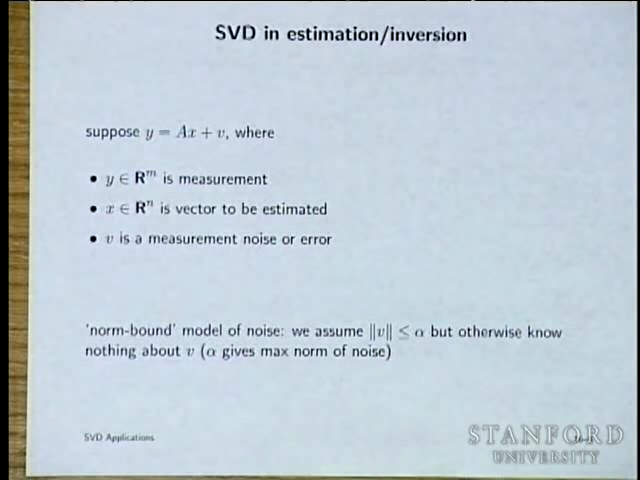 SVD in estimation/inversion
suppose y = Ax + v, where
• y ∈ R^m is measurement
• x ∈ R^n is vector to be estimated
• v is a measurement noise or error
'norm-bound' model of noise: we assume ‖v‖ ≤ α but otherwise know
nothing about v (α gives max norm of noise)
SVD Applications
STANFORD
UNIVERSITY